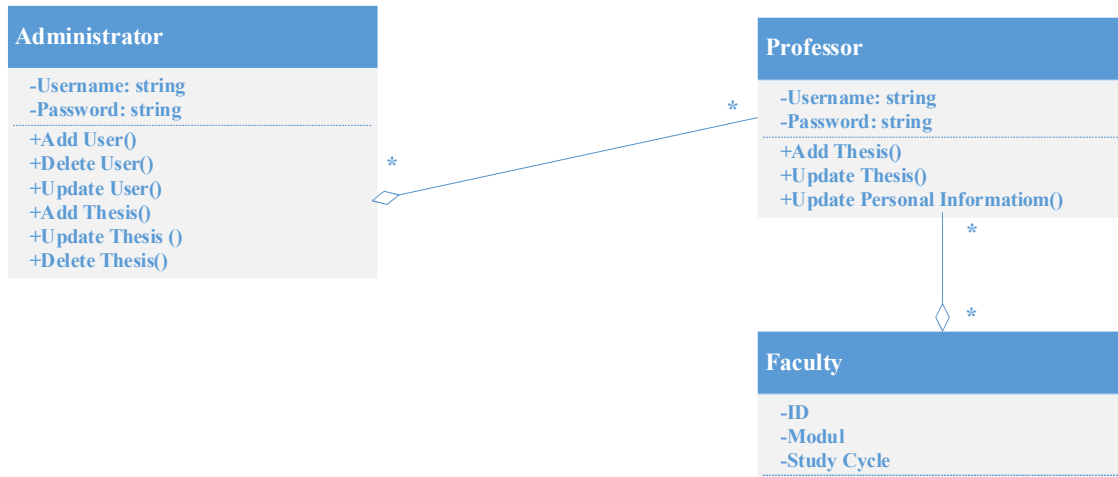 Administrator
-Username: string
-Password: string
+Add User()
+Delete User()
+Update User()
+Add Thesis()
+Update Thesis ()
+Delete Thesis()
*
*
Professor
-Username: string
-Password: string
+Add Thesis()
+Update Thesis()
+Update Personal Informatiom()
*
*
Faculty
-ID
-Modul
-Study Cycle